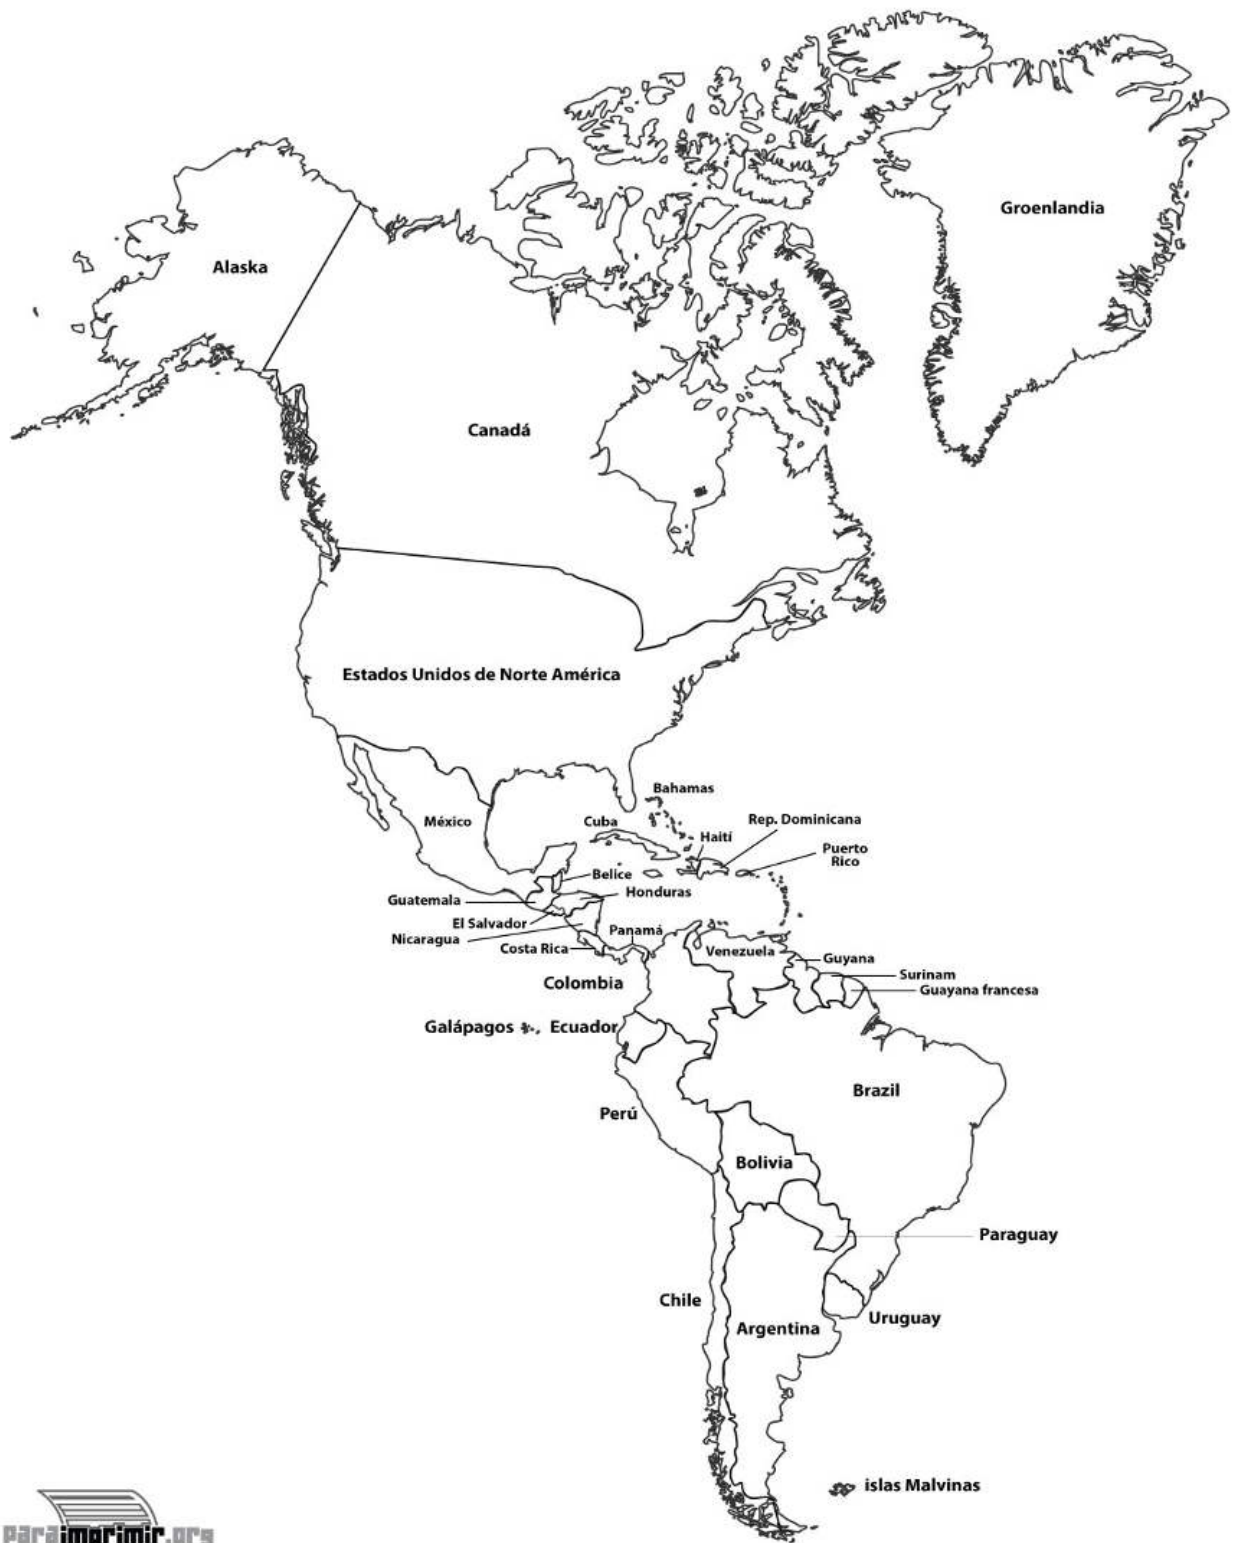 Groenlandia
Alaska
Canadá
Estados Unidos de Norte América
Bahamas
México
Cuba
Rep. Dominicana
Haití
Puerto
Rico
Belice
Guatemala
Honduras
El Salvador
Nicaragua
Panamá
Costa Rica
Venezuela
Guyana
Colombia
Surinam
Guayana francesa
Galápagos
Ecuador
Brazil
Perú
Bolivia
Paraguay
Chile
Uruguay
Argentina
islas Malvinas
paraimprimir.org